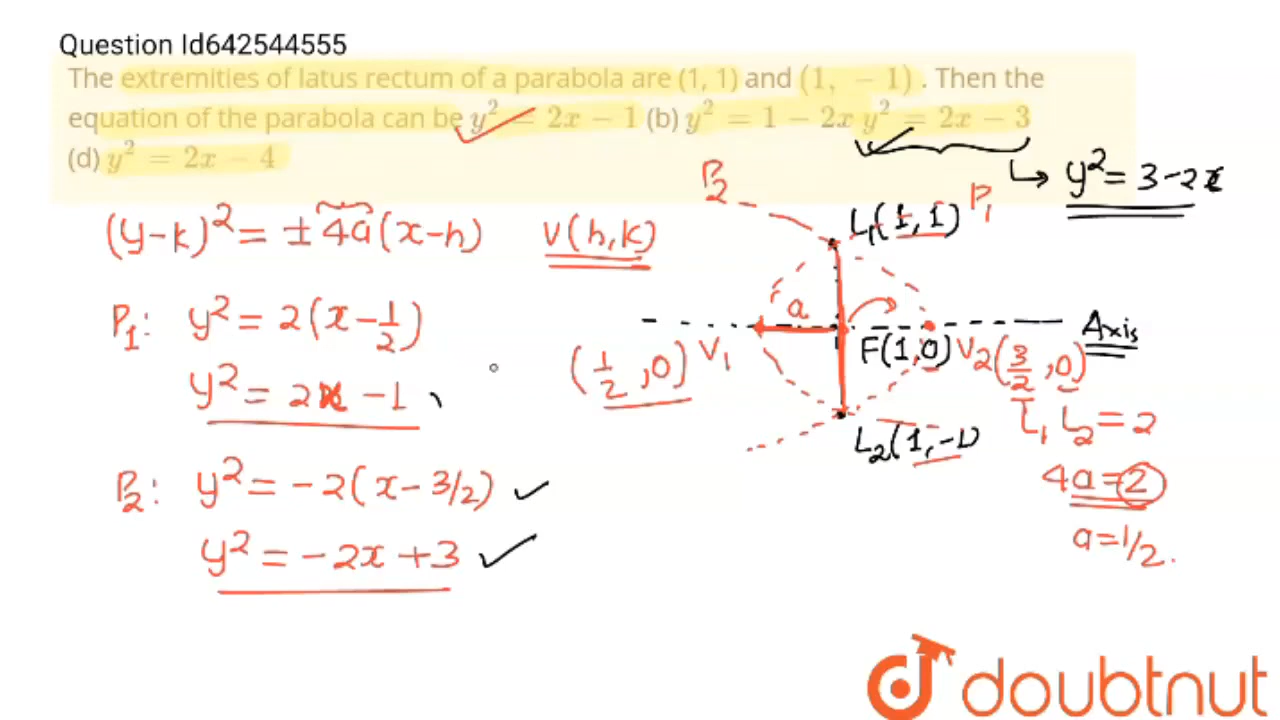 Question Id642544555
The extremities of latus rectum of a parabola are (1, 1) and (1, − 1) . Then the
equation of the parabola can be y² = 2x − 1 (b) y² = 1 − 2x y² = 2x − 3
(d) y² = 2x − 4
→ y² = 3 - 2x
P₂
L₁(1, 1) P₁
(y-k)² = ± 4a(x-h) V(h, k)
P₁: y² = 2(x - 1/2)
a
Axis
(1/2, 0) V₁
F(1, 0) V₂(3/2, 0)
y² = 2x - 1
L₂(1, -1)
L₁L₂ = 2
4a = 2
P₂: y² = -2(x - 3/2)
a = 1/2.
y² = -2x + 3
doubtnut